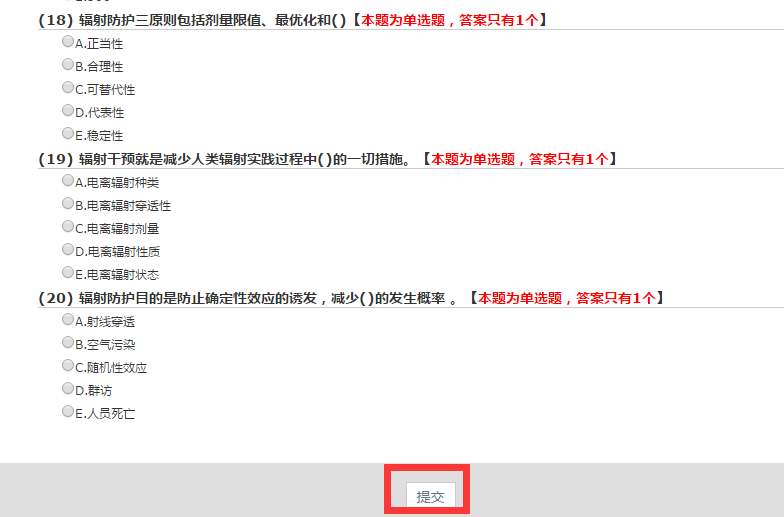 (18) 辐射防护三原则包括剂量限值、最优化和( )【本题为单选题，答案只有1个】
A.正当性
B.合理性
C.可替代性
D.代表性
E.稳定性
(19) 辐射干预就是减少人类辐射实践过程中( )的一切措施。【本题为单选题，答案只有1个】
A.电离辐射种类
B.电离辐射穿透性
C.电离辐射剂量
D.电离辐射性质
E.电离辐射状态
(20) 辐射防护目的是防止确定性效应的诱发，减少( )的发生概率 。【本题为单选题，答案只有1个】
A.射线穿透
B.空气污染
C.随机性效应
D.群访
E.人员死亡
提交